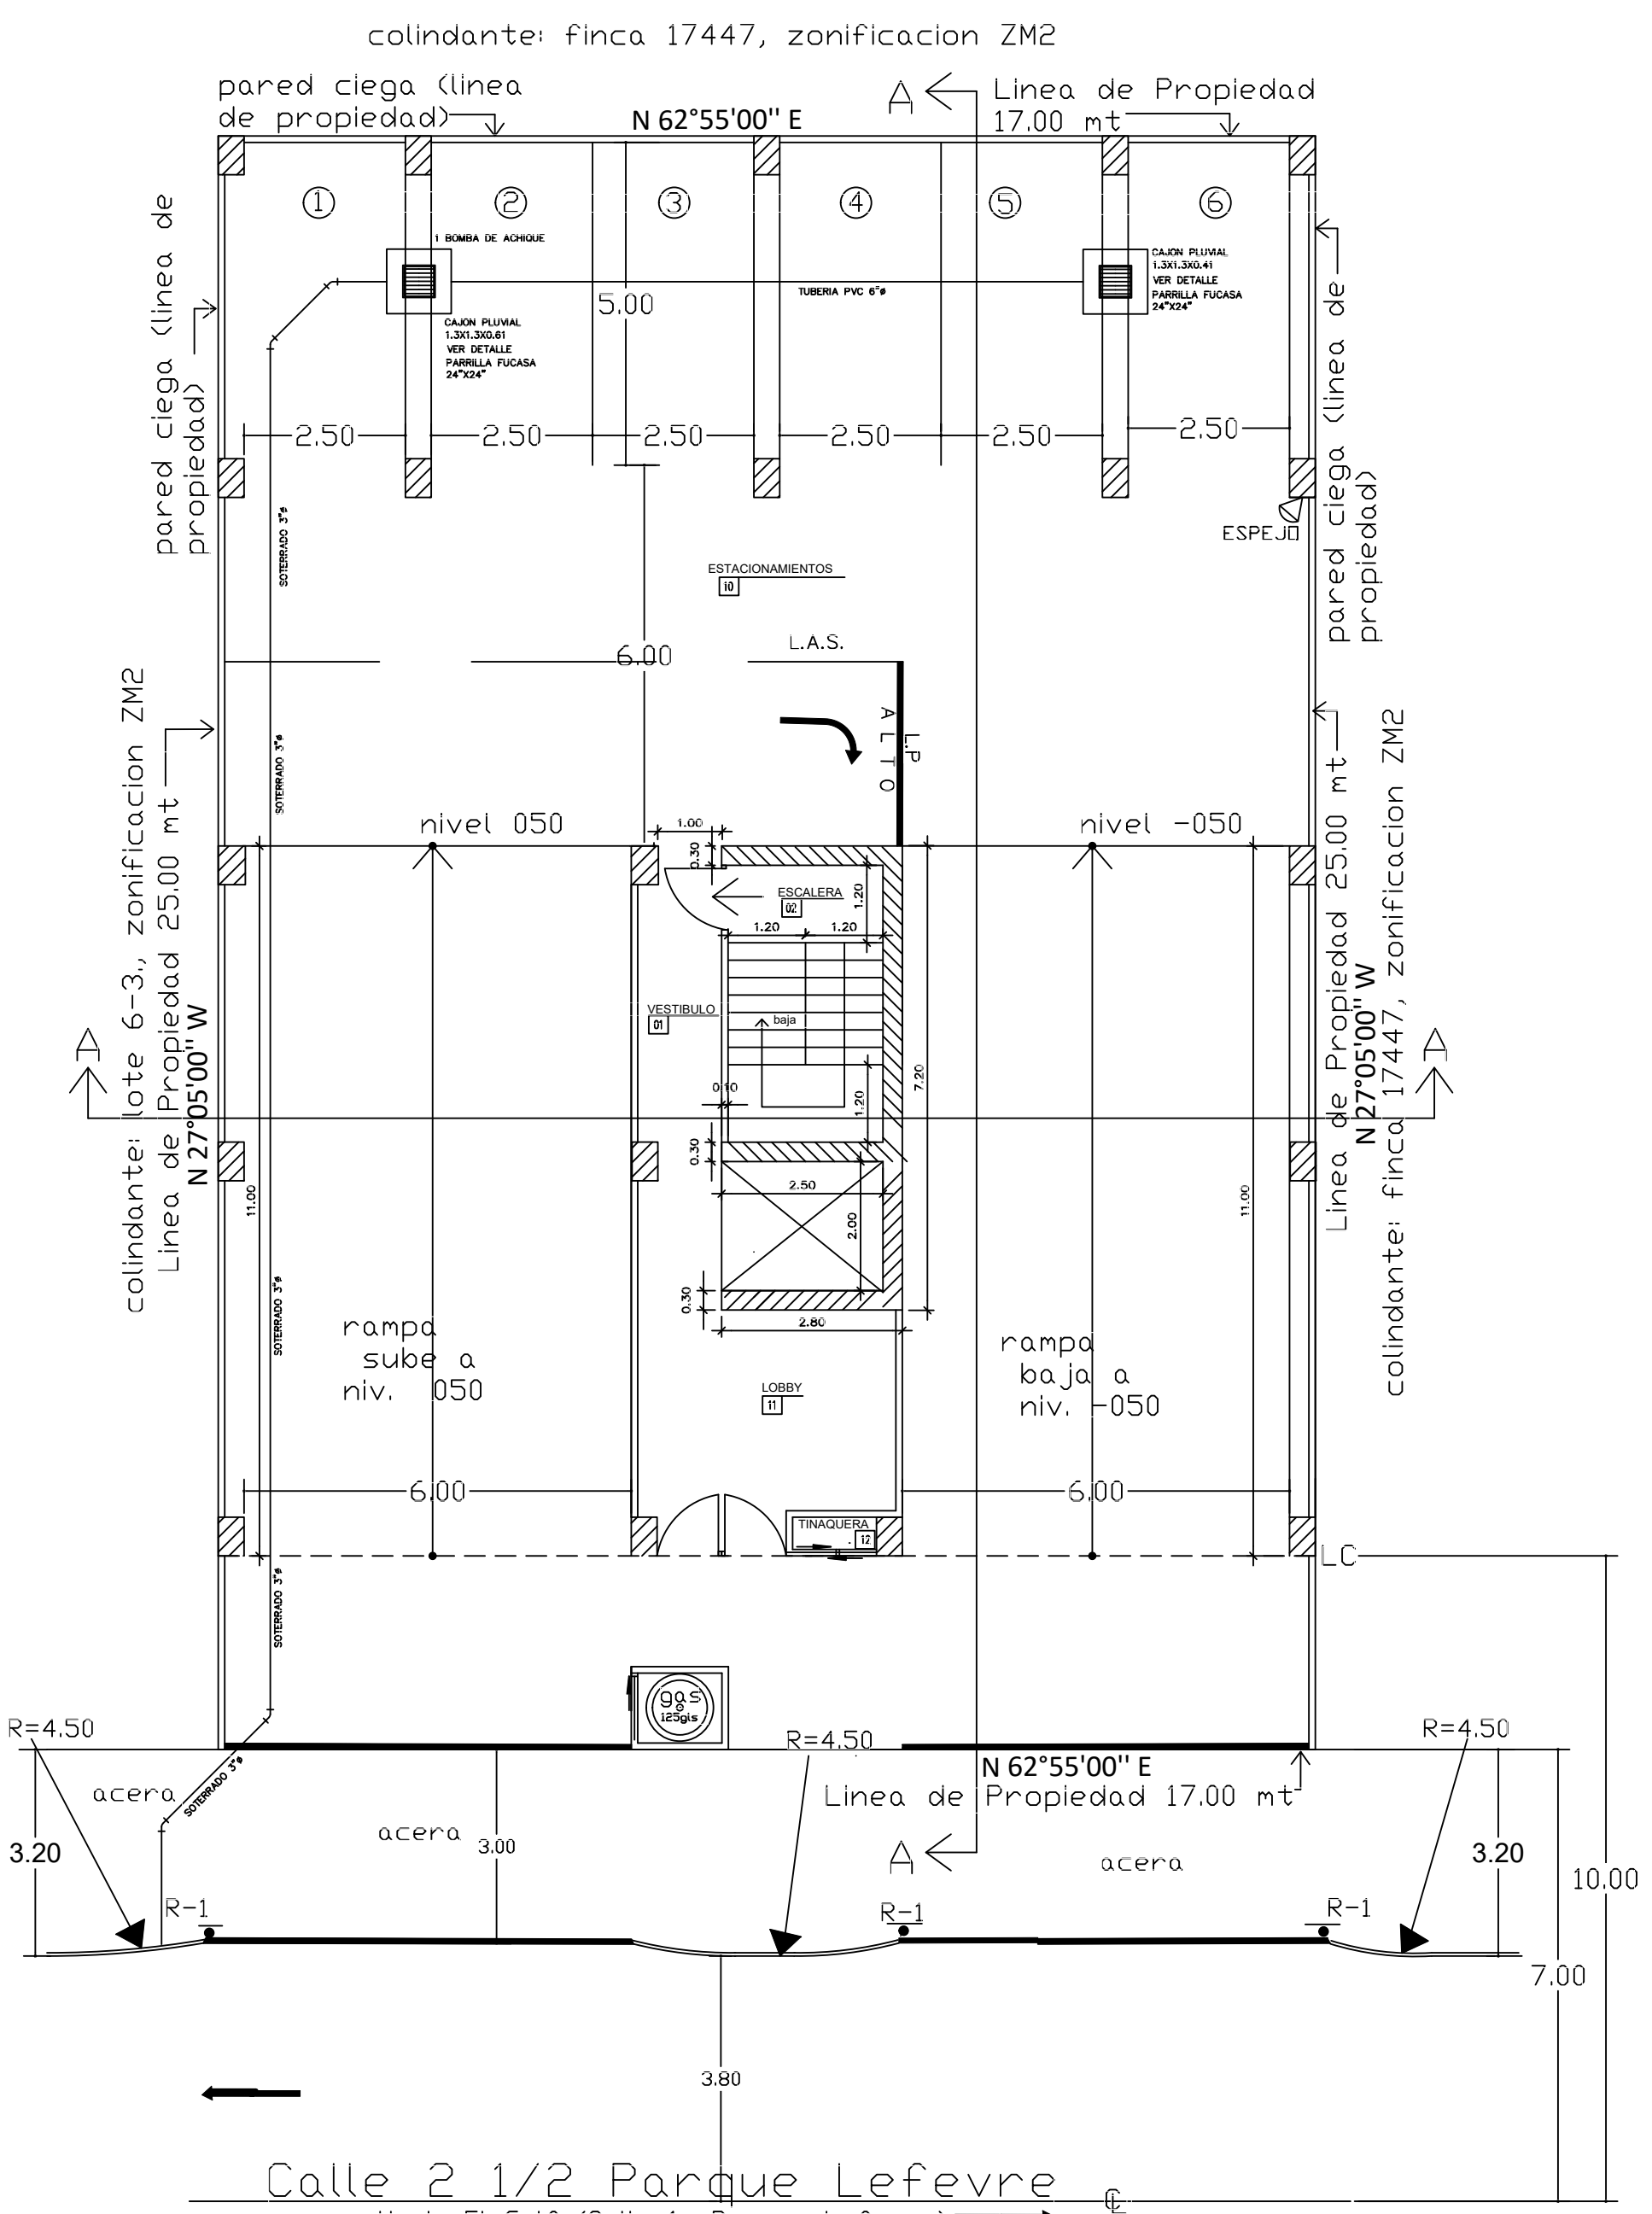 colindante: finca 17447, zonificacion ZM2
pared ciega (linea
de propiedad)
N 62°55'00" E
A
Linea de Propiedad
17.00 mt
1
2
3
4
5
6
1 BOMBA DE ACHIQUE
CAJON PLUVIAL
1.3X1.3X0.61
VER DETALLE
PARRILLA FUCASA
24"X24"
5.00
TUBERIA PVC 6"ø
CAJON PLUVIAL
1.3X1.3X0.41
VER DETALLE
PARRILLA FUCASA
24"X24"
pared ciega (linea de
propiedad)
pared ciega (linea de
propiedad)
2.50
2.50
2.50
2.50
2.50
2.50
ESPEJO
SOTERRADO 3"ø
ESTACIONAMIENTOS
10
L.A.S.
6.00
ALTO
L.P
SOTERRADO 3"ø
colindante: lote 6-3., zonificacion ZM2
Linea de Propiedad 25.00 mt
N 27°05'00" W
Linea de Propiedad 25.00 mt
N 27°05'00" W
colindante: finca 17447, zonificacion ZM2
nivel 050
1.00
nivel -050
0.30
ESCALERA
02
1.20
1.20
1.20
VESTIBULO
01
baja
7.20
0.10
1.20
A
A
0.30
2.50
2.00
11.00
11.00
0.30
2.80
SOTERRADO 3"ø
rampa
sube a
niv. 050
rampa
baja a
niv. -050
LOBBY
11
6.00
6.00
TINAQUERA
12
LC
SOTERRADO 3"ø
gas
125gls
R=4.50
R=4.50
R=4.50
N 62°55'00" E
Linea de Propiedad 17.00 mt
SOTERRADO 3"ø
acera
acera
3.00
A
acera
3.20
3.20
10.00
R-1
R-1
R-1
7.00
3.80
Calle 2 1/2 Parque Lefevre